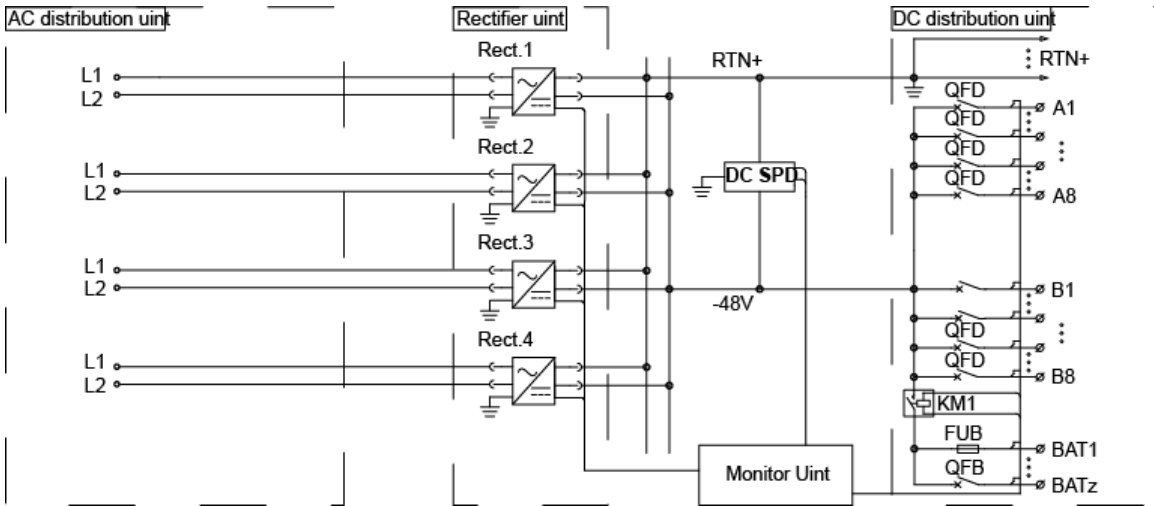 AC distribution uint
Rectifier uint
DC distribution uint
Rect.1
L1
L2
RTN+
RTN+
QFD
A1
QFD
QFD
QFD
A8
Rect.2
L1
L2
DC SPD
Rect.3
L1
L2
-48V
B1
QFD
QFD
B8
Rect.4
L1
L2
KM1
FUB
BAT1
QFB
BATz
Monitor Uint